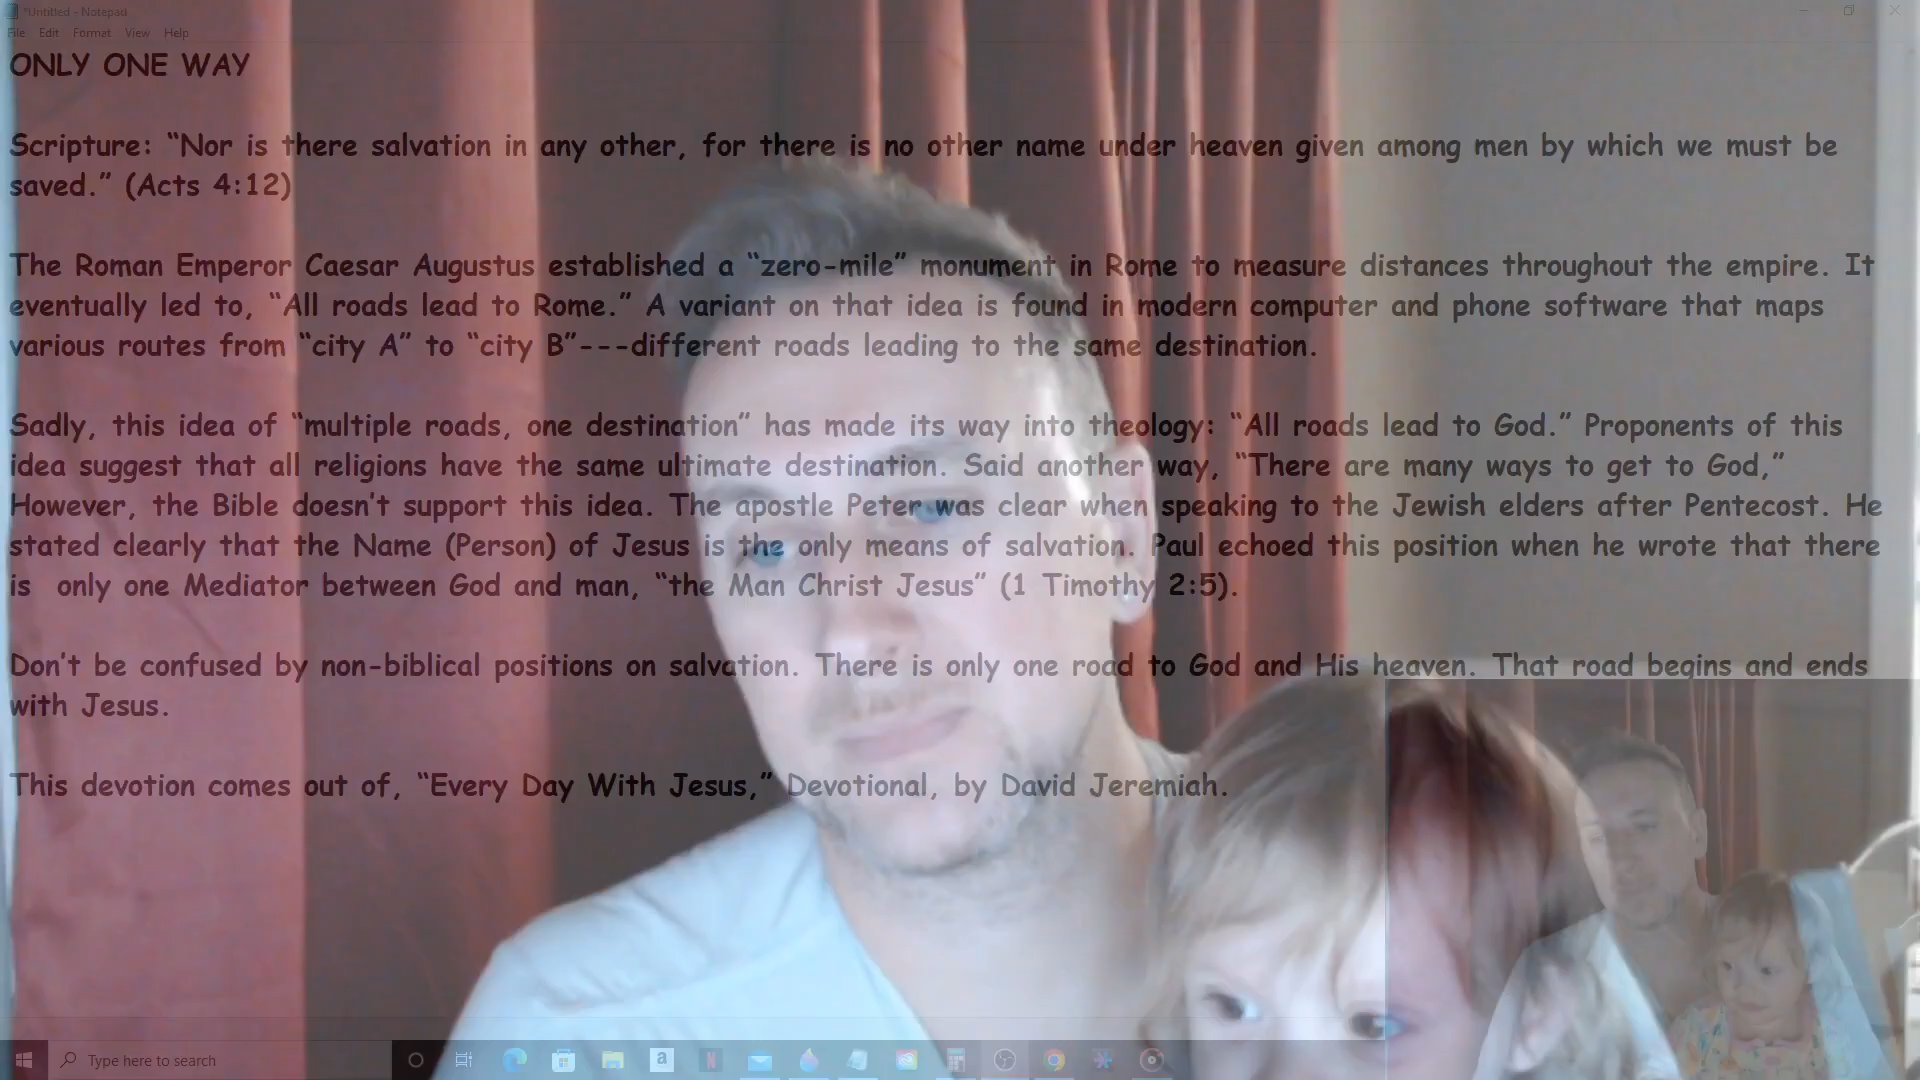 *Untitled - Notepad
File Edit Format View Help
ONLY ONE WAY
Scripture: “Nor is there salvation in any other, for there is no other name under heaven given among men by which we must be
saved.” (Acts 4:12)
The Roman Emperor Caesar Augustus established a “zero-mile” monument in Rome to measure distances throughout the empire. It
eventually led to, “All roads lead to Rome.” A variant on that idea is found in modern computer and phone software that maps
various routes from “city A” to “city B”---different roads leading to the same destination.
Sadly, this idea of “multiple roads, one destination” has made its way into theology: “All roads lead to God.” Proponents of this
idea suggest that all religions have the same ultimate destination. Said another way, “There are many ways to get to God,”
However, the Bible doesn’t support this idea. The apostle Peter was clear when speaking to the Jewish elders after Pentecost. He
stated clearly that the Name (Person) of Jesus is the only means of salvation. Paul echoed this position when he wrote that there
is  only one Mediator between God and man, “the Man Christ Jesus” (1 Timothy 2:5).
Don’t be confused by non-biblical positions on salvation. There is only one road to God and His heaven. That road begins and ends
with Jesus.
This devotion comes out of, “Every Day With Jesus,” Devotional, by David Jeremiah.
Type here to search